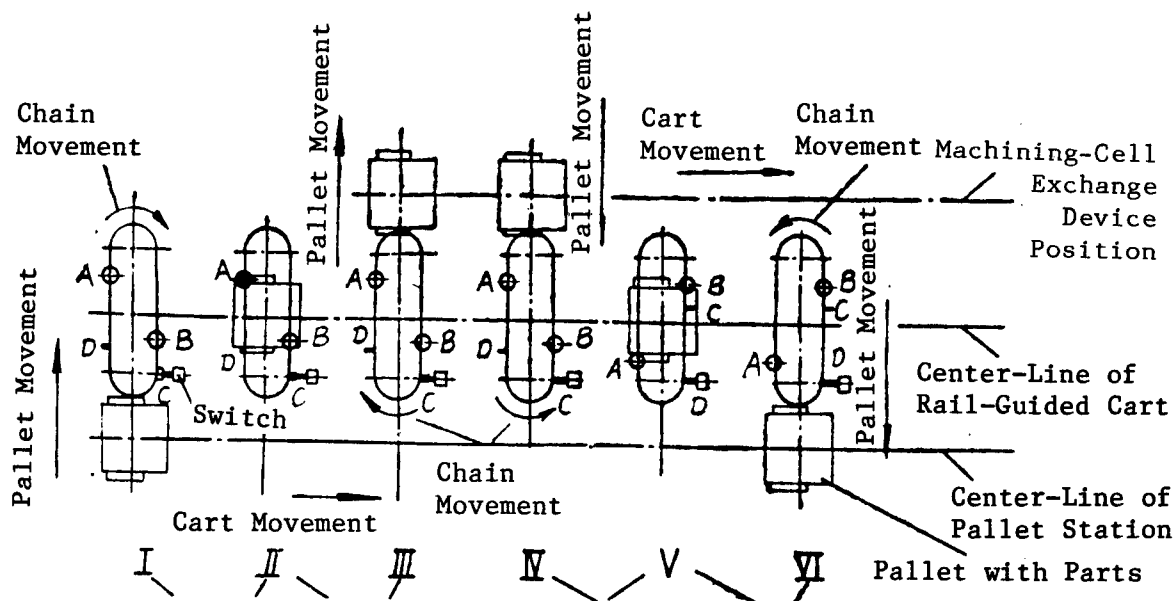 Chain
Movement
Pallet Movement
Pallet Movement
Cart
Movement
Chain
Movement
Machining-Cell
Exchange
Device
Position
A
A
A
A
B
B
Pallet Movement
Pallet Movement
D
B
D
B
D
B
D
B
C
C
A
A
D
C
C
C
C
D
Switch
Center-Line of
Rail-Guided Cart
Chain
Movement
Cart Movement
Center-Line of
Pallet Station
I II III IV V VI
Pallet with Parts